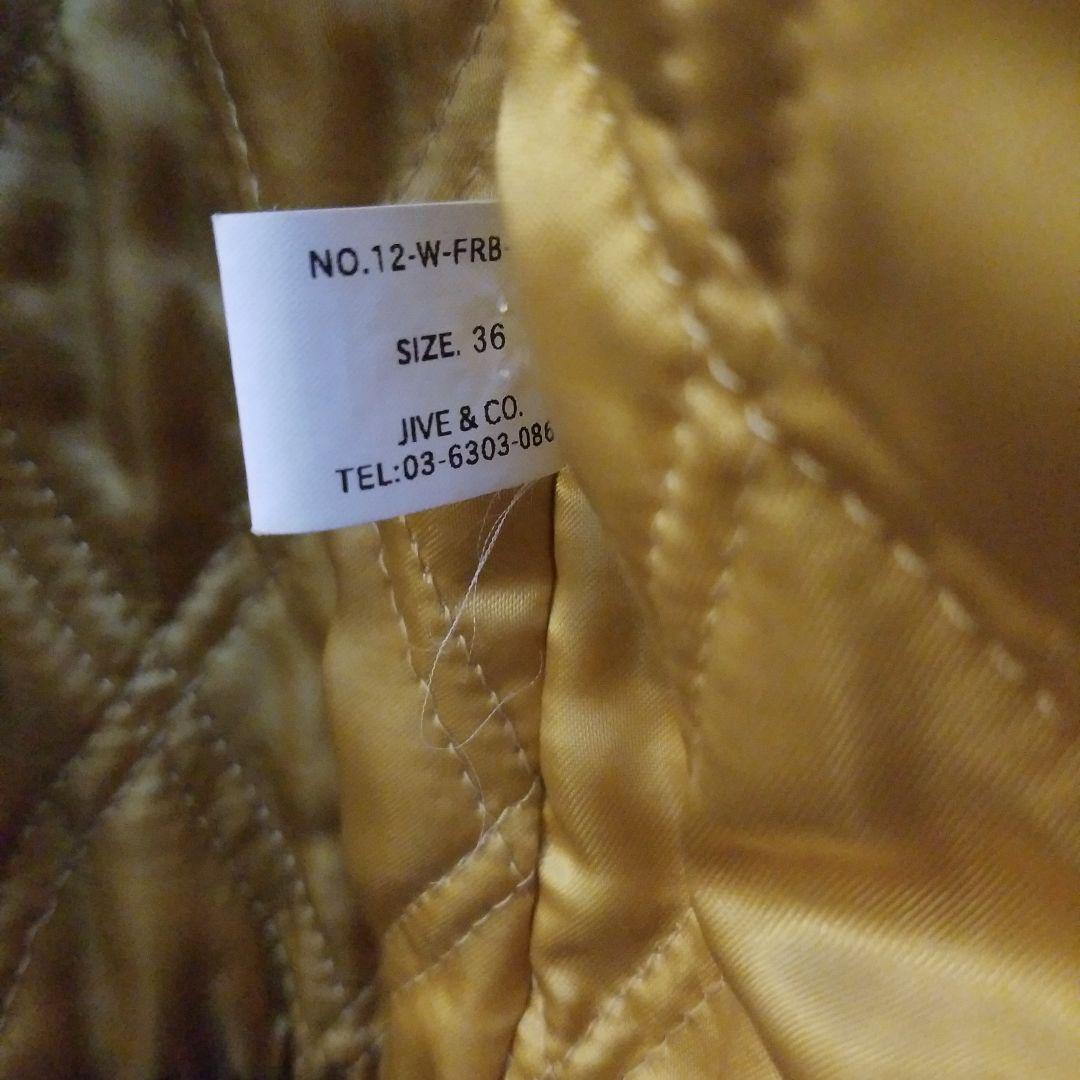 NO.12-W-FRB-
SIZE. 36
JIVE & CO.
TEL:03-6303-086